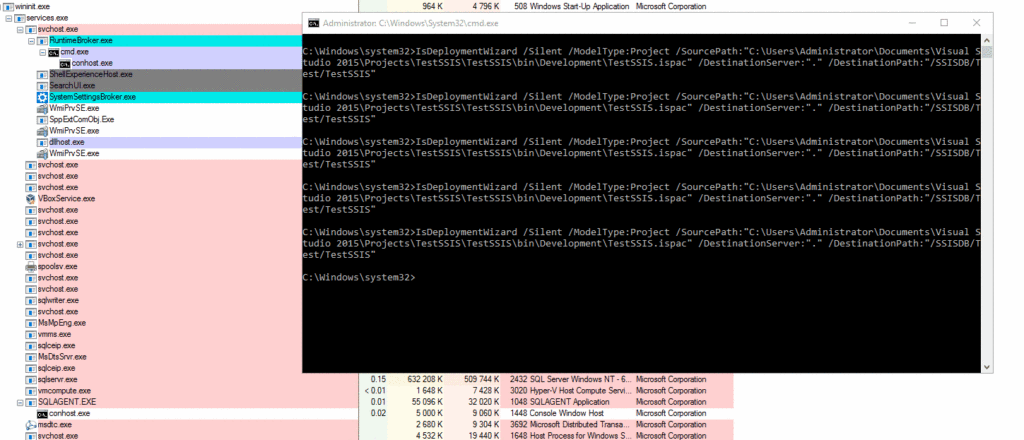 wininit.exe 964 K 4 796 K 508 Windows Start-Up Application Microsoft Corporation
services.exe
svchost.exe
RuntimeBroker.exe
cmd.exe
conhost.exe
ShellExperienceHost.exe
SearchUI.exe
SystemSettingsBroker.exe
WmiPrvSE.exe
SppExtComObj.Exe
WmiPrvSE.exe
dllhost.exe
WmiPrvSE.exe
svchost.exe
svchost.exe
svchost.exe
VBoxService.exe
svchost.exe
svchost.exe
svchost.exe
svchost.exe
svchost.exe
spoolsv.exe
svchost.exe
svchost.exe
sqlwriter.exe
svchost.exe
MsMpEng.exe
vmms.exe
sqlceip.exe
MsDtsSrvr.exe
sqlceip.exe
sqlservr.exe 0.15 632 208 K 509 744 K 2432 SQL Server Windows NT - 6... Microsoft Corporation
vmcompute.exe < 0.01 1 648 K 7 428 K 3020 Hyper-V Host Compute Servi... Microsoft Corporation
SQLAGENT.EXE 0.01 55 096 K 32 020 K 1048 SQLAGENT Application Microsoft Corporation
conhost.exe 0.02 5 000 K 9 060 K 1448 Console Window Host Microsoft Corporation
msdtc.exe 2 680 K 9 304 K 3692 Microsoft Distributed Transa... Microsoft Corporation
svchost.exe 4 532 K 19 440 K 1648 Host Process for Windows S... Microsoft Corporation
Administrator: C:\Windows\System32\cmd.exe
C:\Windows\system32>IsDeploymentWizard /Silent /ModelType:Project /SourcePath:"C:\Users\Administrator\Documents\Visual S
tudio 2015\Projects\TestSSIS\TestSSIS\bin\Development\TestSSIS.ispac" /DestinationServer:"." /DestinationPath:"/SSISDB/T
est/TestSSIS"
C:\Windows\system32>IsDeploymentWizard /Silent /ModelType:Project /SourcePath:"C:\Users\Administrator\Documents\Visual S
tudio 2015\Projects\TestSSIS\TestSSIS\bin\Development\TestSSIS.ispac" /DestinationServer:"." /DestinationPath:"/SSISDB/T
est/TestSSIS"
C:\Windows\system32>IsDeploymentWizard /Silent /ModelType:Project /SourcePath:"C:\Users\Administrator\Documents\Visual S
tudio 2015\Projects\TestSSIS\TestSSIS\bin\Development\TestSSIS.ispac" /DestinationServer:"." /DestinationPath:"/SSISDB/T
est/TestSSIS"
C:\Windows\system32>IsDeploymentWizard /Silent /ModelType:Project /SourcePath:"C:\Users\Administrator\Documents\Visual S
tudio 2015\Projects\TestSSIS\TestSSIS\bin\Development\TestSSIS.ispac" /DestinationServer:"." /DestinationPath:"/SSISDB/T
est/TestSSIS"
C:\Windows\system32>IsDeploymentWizard /Silent /ModelType:Project /SourcePath:"C:\Users\Administrator\Documents\Visual S
tudio 2015\Projects\TestSSIS\TestSSIS\bin\Development\TestSSIS.ispac" /DestinationServer:"." /DestinationPath:"/SSISDB/T
est/TestSSIS"
C:\Windows\system32>